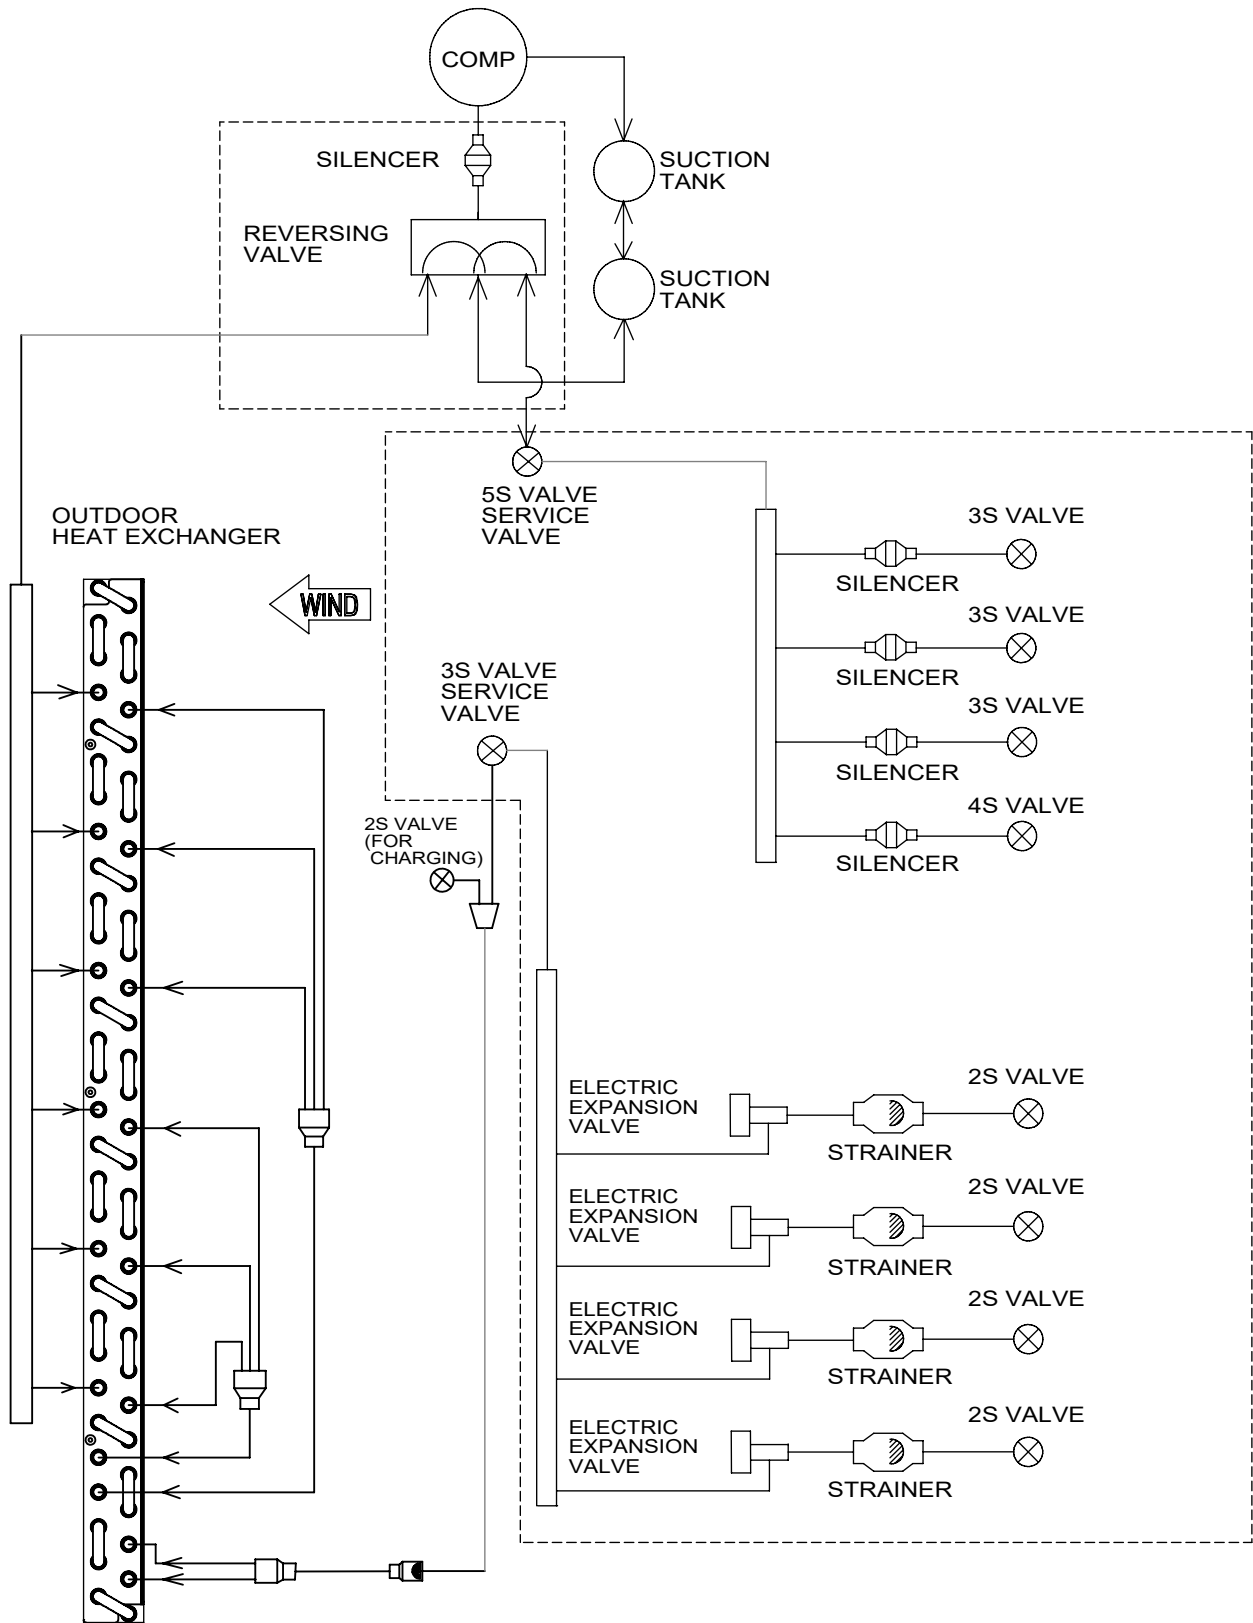 COMP
SILENCER
SUCTION
TANK
REVERSING
VALVE
SUCTION
TANK
5S VALVE
SERVICE
VALVE
OUTDOOR
HEAT EXCHANGER
WIND
3S VALVE
SILENCER
3S VALVE
SILENCER
3S VALVE
SILENCER
4S VALVE
SILENCER
3S VALVE
SERVICE
VALVE
2S VALVE
(FOR
CHARGING)
ELECTRIC
EXPANSION
VALVE
2S VALVE
STRAINER
ELECTRIC
EXPANSION
VALVE
2S VALVE
STRAINER
ELECTRIC
EXPANSION
VALVE
2S VALVE
STRAINER
ELECTRIC
EXPANSION
VALVE
2S VALVE
STRAINER